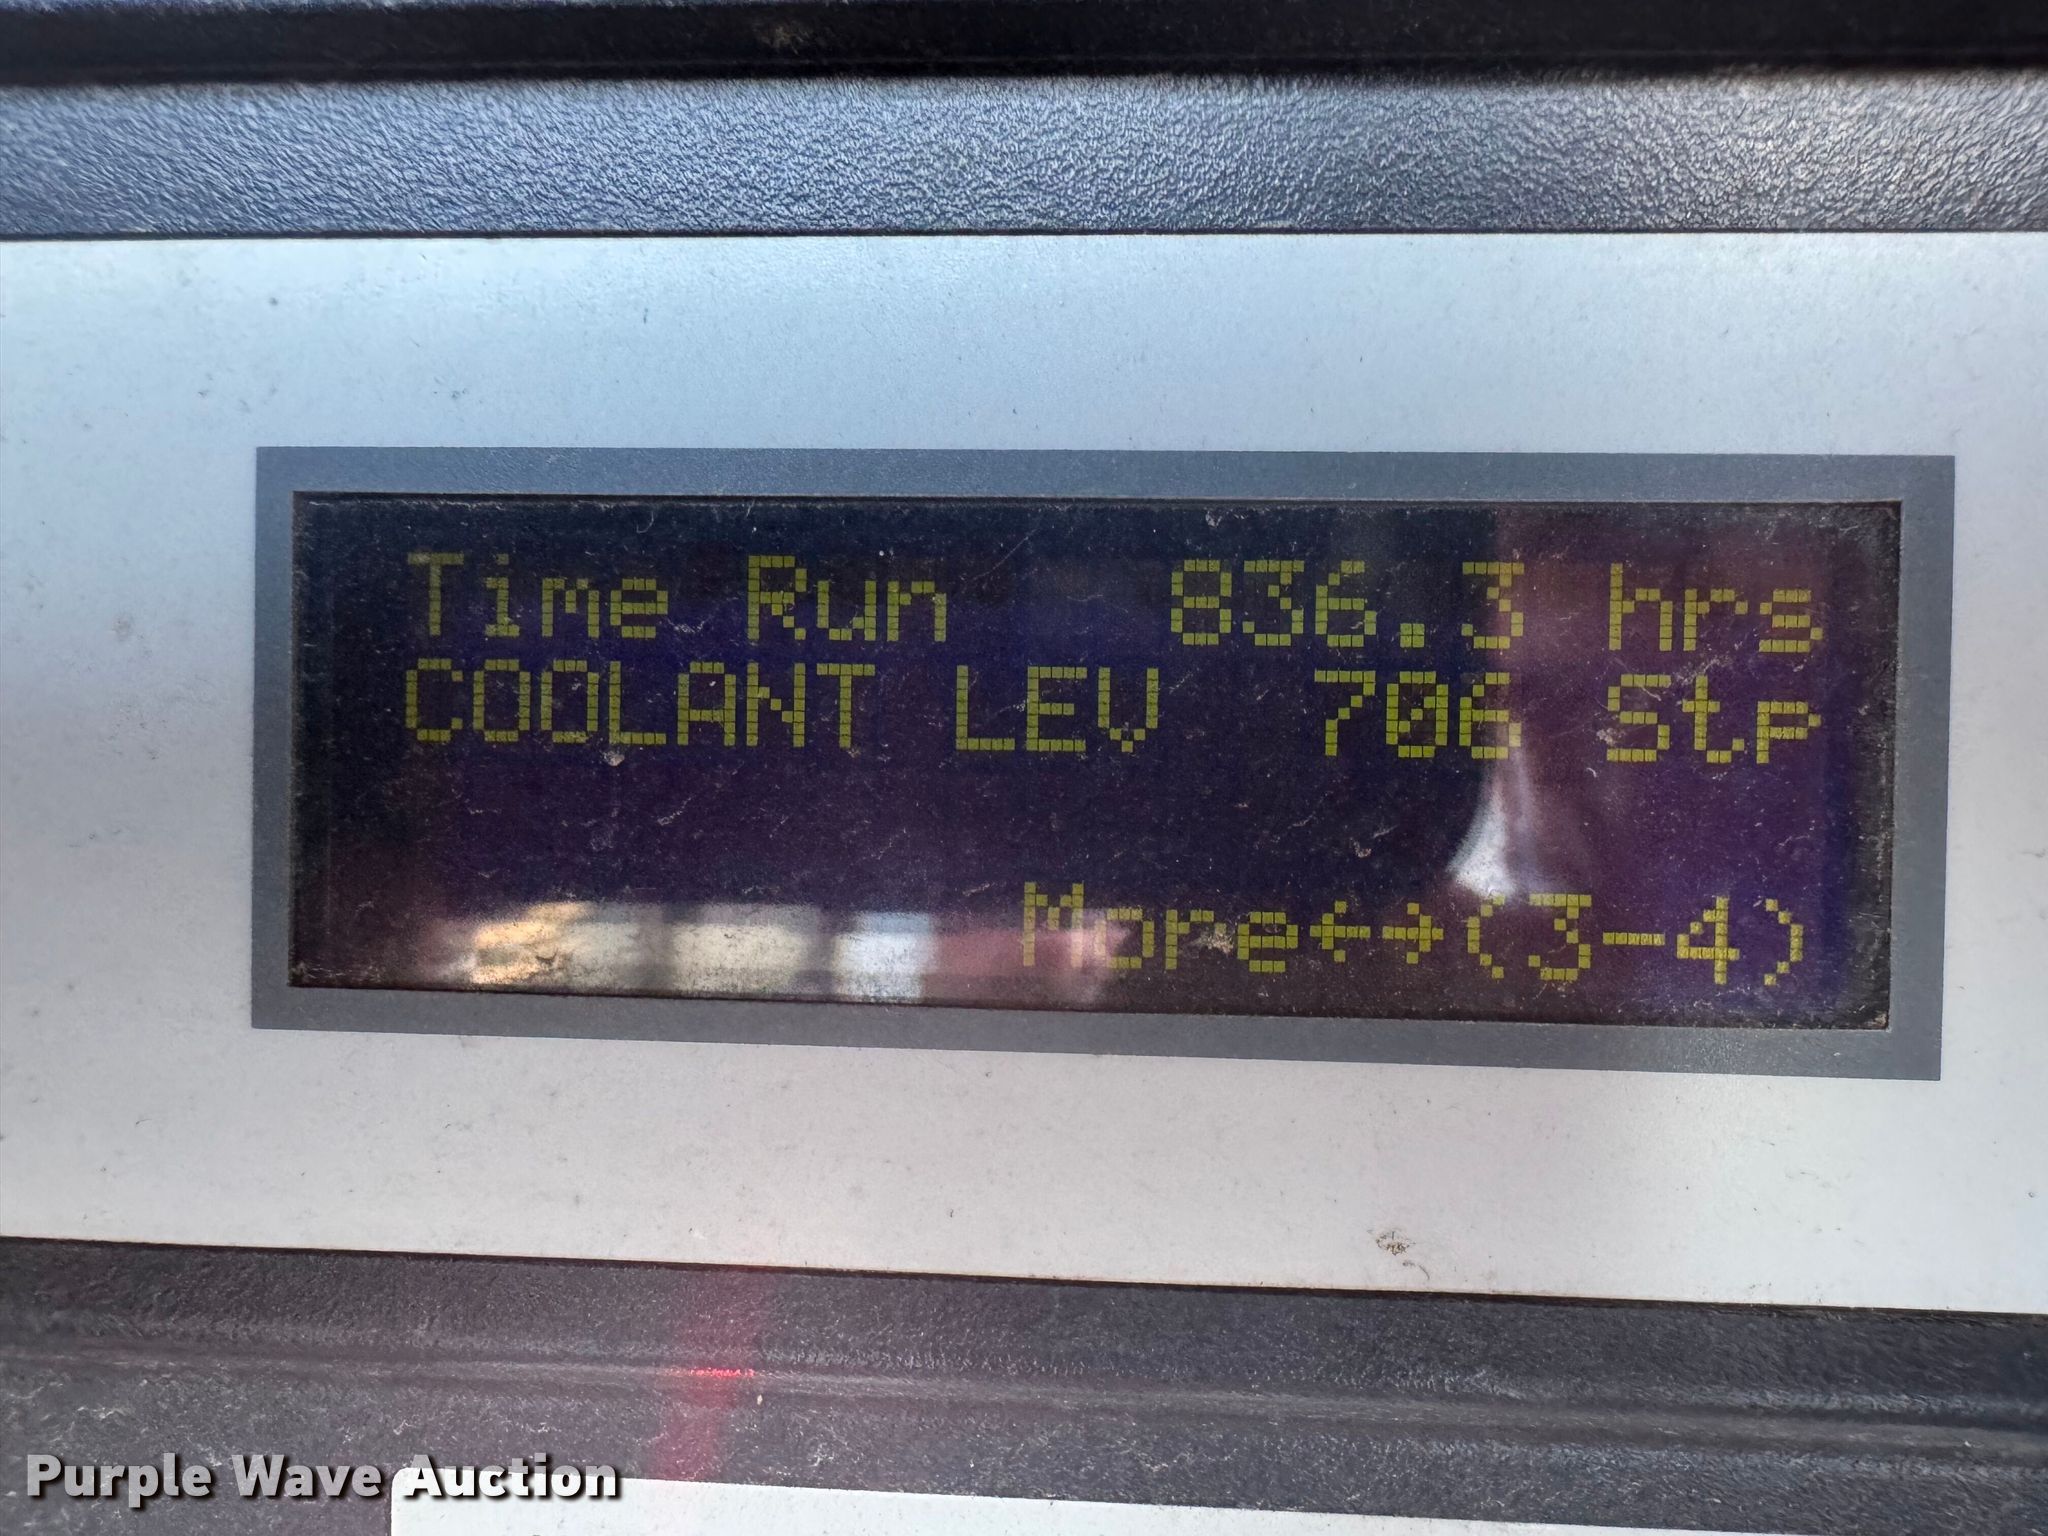 Time Run   836.3 hrs
COOLANT LEV  706 Stp
More←→(3-4)
Purple Wave Auction